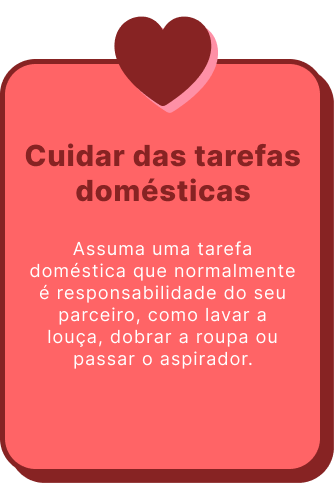 Cuidar das tarefas
domésticas
Assuma uma tarefa
doméstica que normalmente
é responsabilidade do seu
parceiro, como lavar a
louça, dobrar a roupa ou
passar o aspirador.